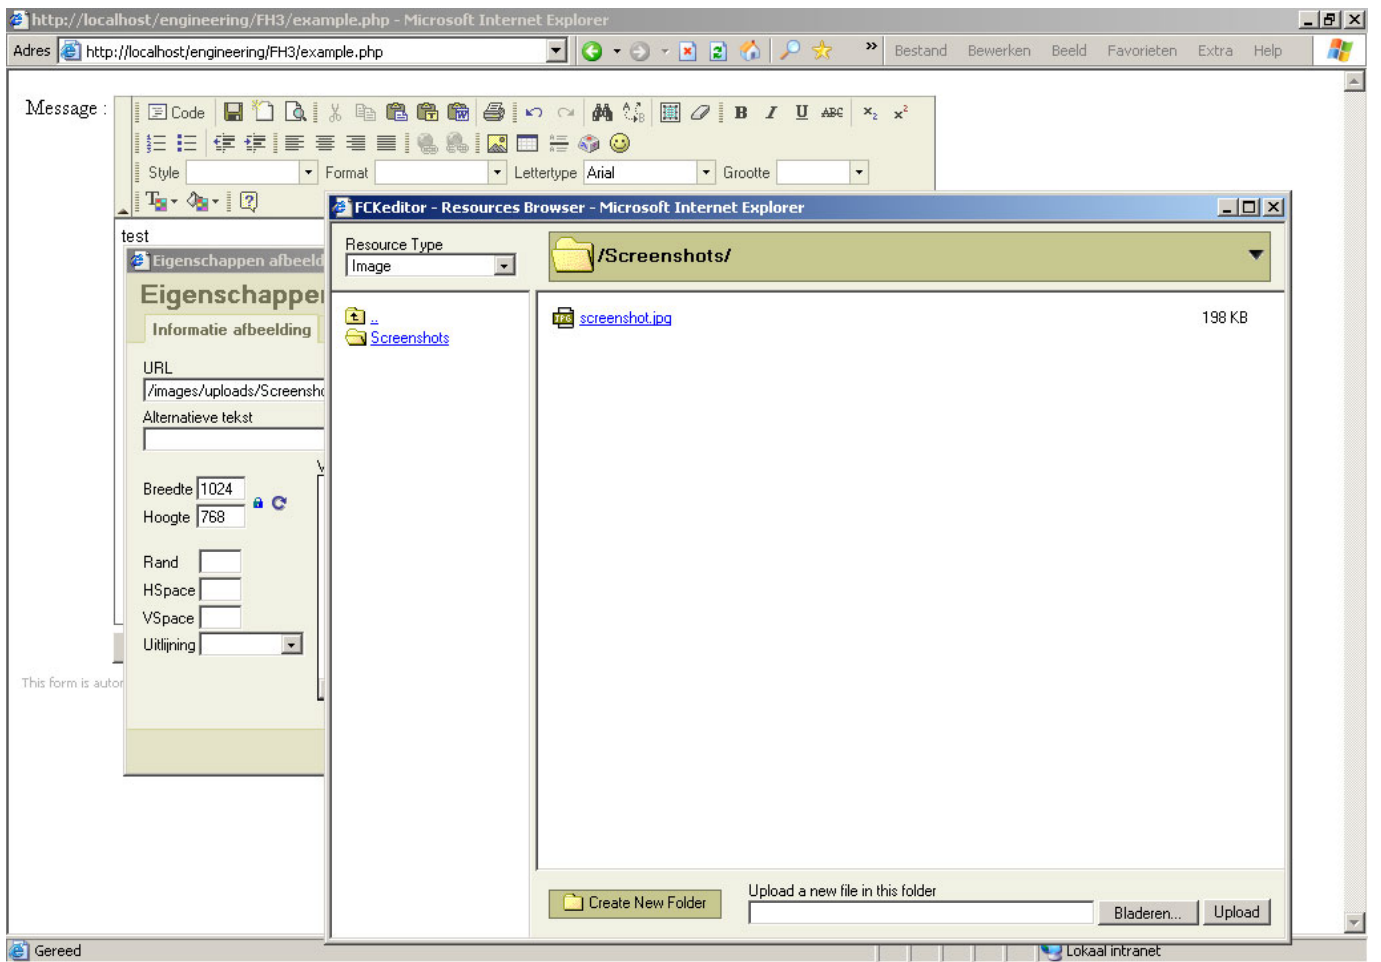 http://localhost/engineering/FH3/example.php - Microsoft Internet Explorer
Adres http://localhost/engineering/FH3/example.php » Bestand Bewerken Beeld Favorieten Extra Help
Message :
Code B I U ABC x₂ x²
Style Format Lettertype Arial Grootte
FCKeditor - Resources Browser - Microsoft Internet Explorer
test
Resource Type
Image
/Screenshots/
Eigenschappen afbeeld
Eigenschappen
Informatie afbeelding
..
Screenshots
screenshot.jpg 198 KB
URL
/images/uploads/Screensho
Alternatieve tekst
Breedte 1024
Hoogte 768
Rand
HSpace
VSpace
Uitlijning
This form is autor
Create New Folder
Upload a new file in this folder
Bladeren... Upload
Gereed
Lokaal intranet